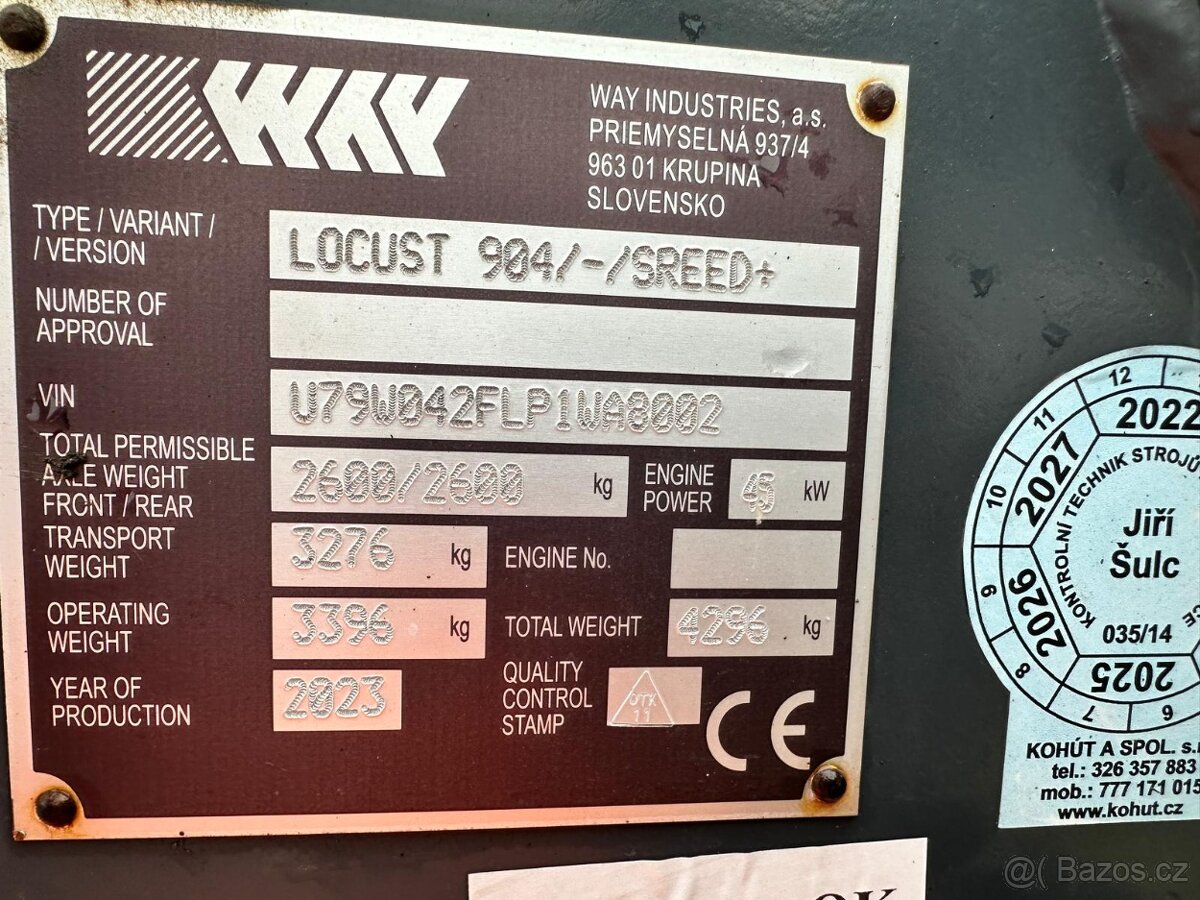 WAY
WAY INDUSTRIES, a.s.
PRIEMYSELNÁ 937/4
963 01 KRUPINA
SLOVENSKO
TYPE / VARIANT /
/ VERSION
LOCUST 904/-/SREED+
NUMBER OF
APPROVAL
VIN
U79W042FLP1WA8002
TOTAL PERMISSIBLE
AXLE WEIGHT
FRONT / REAR
2600/2600 kg
ENGINE
POWER
45 kW
TRANSPORT
WEIGHT
3276 kg
ENGINE No.
OPERATING
WEIGHT
3396 kg
TOTAL WEIGHT
4296 kg
YEAR OF
PRODUCTION
2023
QUALITY
CONTROL
STAMP
OTK
11
CE
12
11
10
9
8
7
6
2022
2027
2026
2025
KONTROLNÍ TECHNIK STROJŮ
Jiří
Šulc
035/14
KOHÚT A SPOL. s.r
tel.: 326 357 883
mob.: 777 171 015
www.kohut.cz
OK
@( Bazos.cz